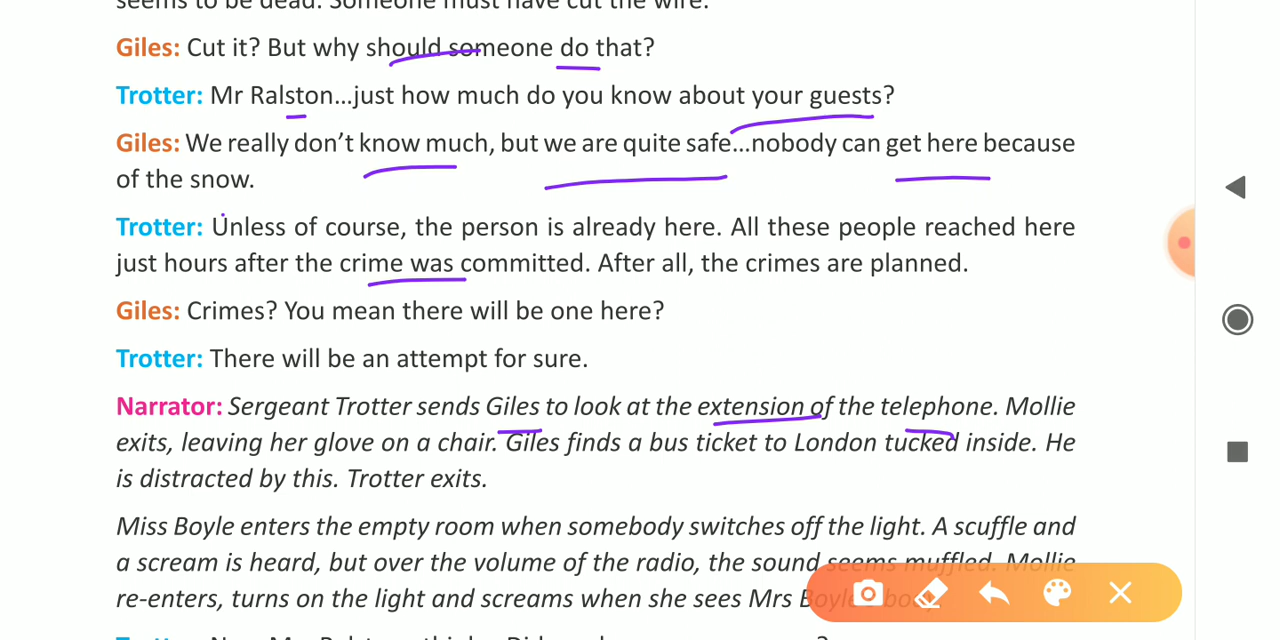 seems to be dead. Someone must have cut the wire.
Giles: Cut it? But why should someone do that?
Trotter: Mr Ralston...just how much do you know about your guests?
Giles: We really don't know much, but we are quite safe...nobody can get here because
of the snow.
Trotter: Unless of course, the person is already here. All these people reached here
just hours after the crime was committed. After all, the crimes are planned.
Giles: Crimes? You mean there will be one here?
Trotter: There will be an attempt for sure.
Narrator: Sergeant Trotter sends Giles to look at the extension of the telephone. Mollie
exits, leaving her glove on a chair. Giles finds a bus ticket to London tucked inside. He
is distracted by this. Trotter exits.
Miss Boyle enters the empty room when somebody switches off the light. A scuffle and
a scream is heard, but over the volume of the radio, the sound seems muffled. Mollie
re-enters, turns on the light and screams when she sees Mrs Boyle's body.
Trotter: